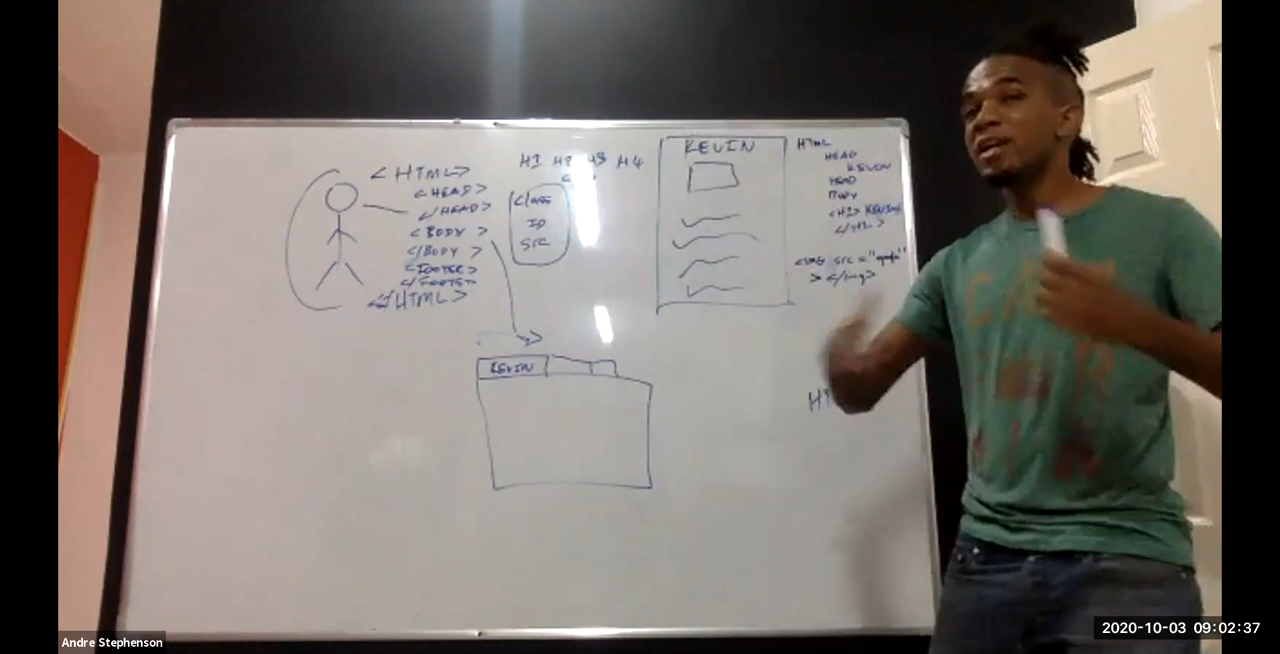 <HTML>
<HEAD>
</HEAD>
<BODY>
</BODY>
<FOOTER>
</FOOTER
</HTML>
H1 H2 H3 H4
Class
ID
SRC
KEVIN
HTML
HEAD
KEVIN
HEAD
BODY
<H1> KEVIN
</H1>
<IMG SRC="
> </img>
KEVIN
Andre Stephenson
2020-10-03 09:02:37